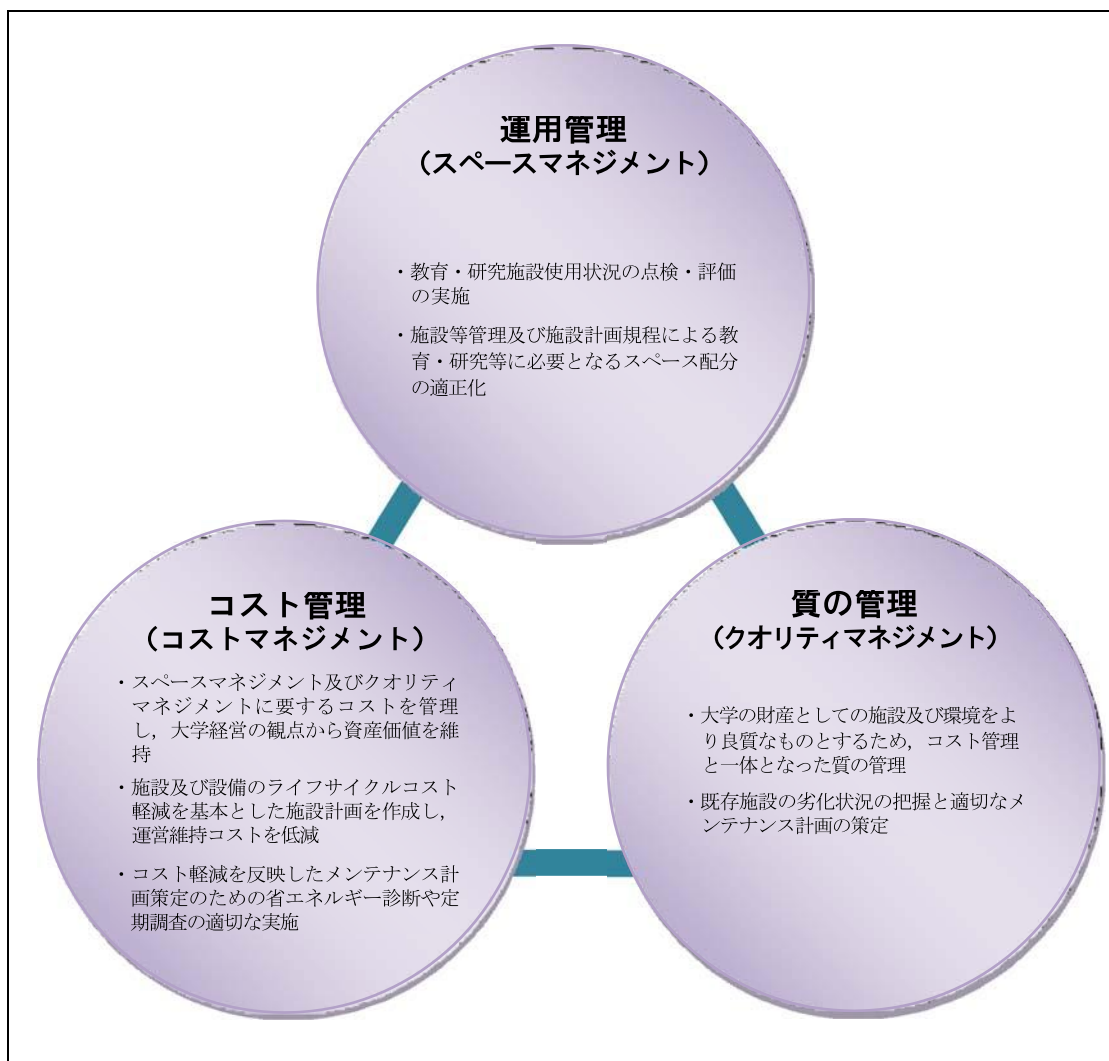 運用管理
（スペースマネジメント）
・教育・研究施設使用状況の点検・評価
の実施
・施設等管理及び施設計画規程による教
育・研究等に必要となるスペース配分
の適正化
コスト管理
（コストマネジメント）
・スペースマネジメント及びクオリティ
マネジメントに要するコストを管理
し，大学経営の観点から資産価値を維
持
・施設及び設備のライフサイクルコスト
軽減を基本とした施設計画を作成し，
運営維持コストを低減
・コスト軽減を反映したメンテナンス計
画策定のための省エネルギー診断や定
期調査の適切な実施
質の管理
（クオリティマネジメント）
・大学の財産としての施設及び環境をよ
り良質なものとするため，コスト管理
と一体となった質の管理
・既存施設の劣化状況の把握と適切なメ
ンテナンス計画の策定